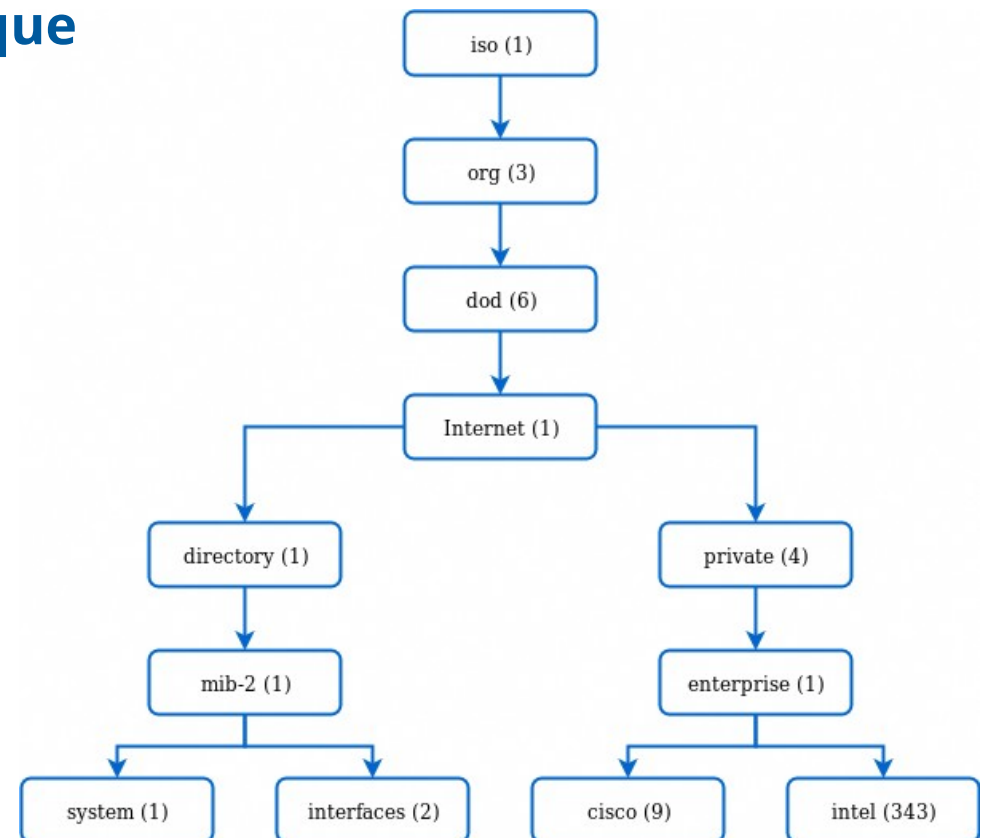 que
iso (1)
org (3)
dod (6)
Internet (1)
directory (1)
private (4)
mib-2 (1)
enterprise (1)
system (1)
interfaces (2)
cisco (9)
intel (343)